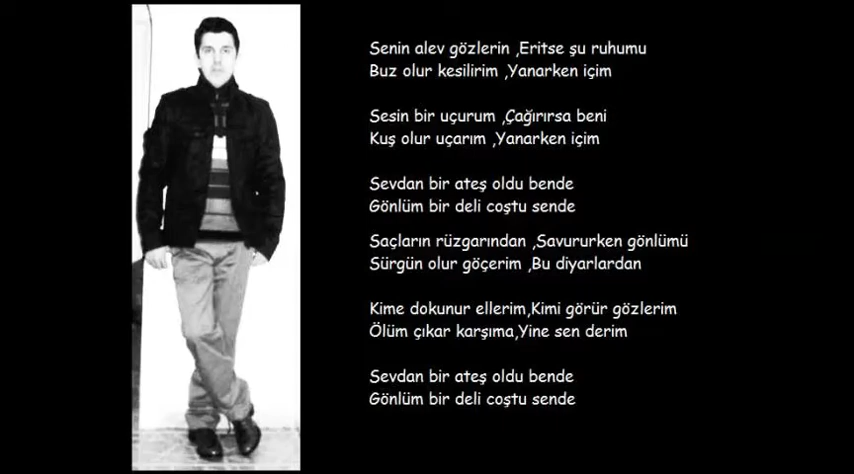 Senin alev gözlerin ,Eritse şu ruhumu
Buz olur kesilirim ,Yanarken içim
Sesin bir uçurum ,Çağırırsa beni
Kuş olur uçarım ,Yanarken içim
Sevdan bir ateş oldu bende
Gönlüm bir deli coştu sende
Saçların rüzgarından ,Savururken gönlümü
Sürgün olur göçerim ,Bu diyarlardan
Kime dokunur ellerim,Kimi görür gözlerim
Ölüm çıkar karşıma,Yine sen derim
Sevdan bir ateş oldu bende
Gönlüm bir deli coştu sende